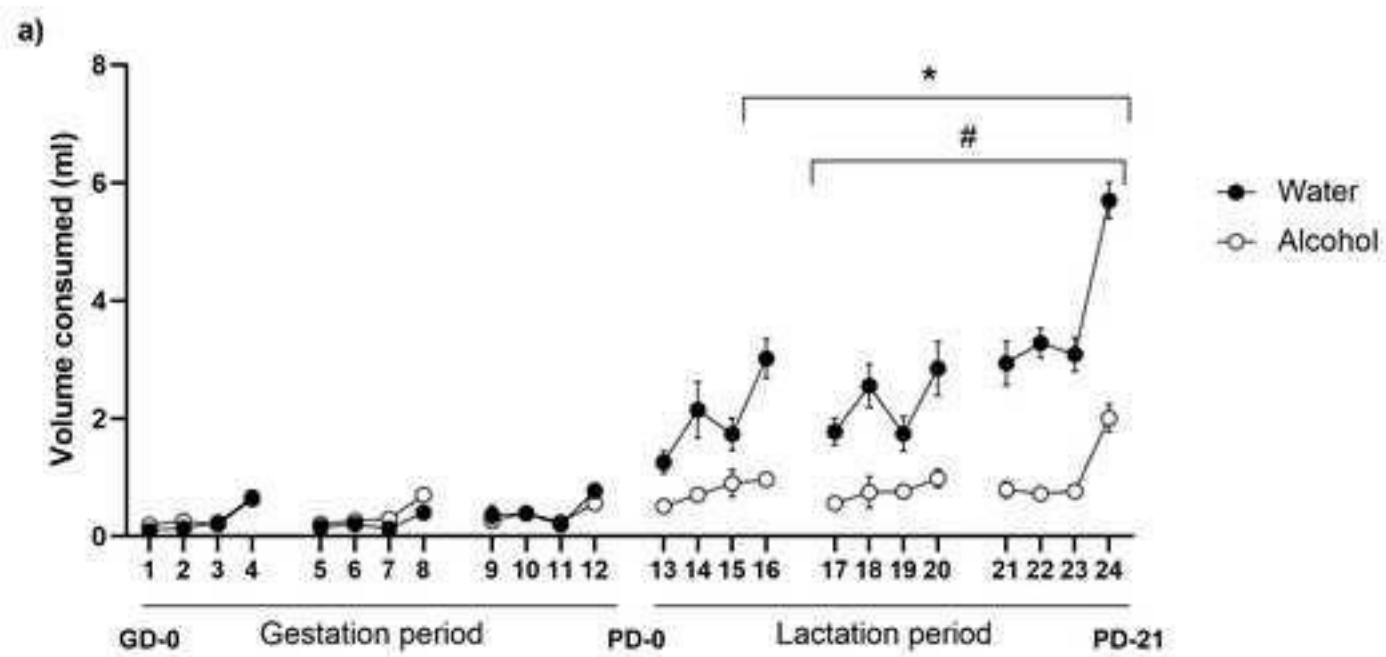 a)
8
*
#
6
Water
Alcohol
4
2
0
Volume consumed (ml)
1 2 3 4 5 6 7 8 9 10 11 12 13 14 15 16 17 18 19 20 21 22 23 24
GD-0 Gestation period PD-0 Lactation period PD-21